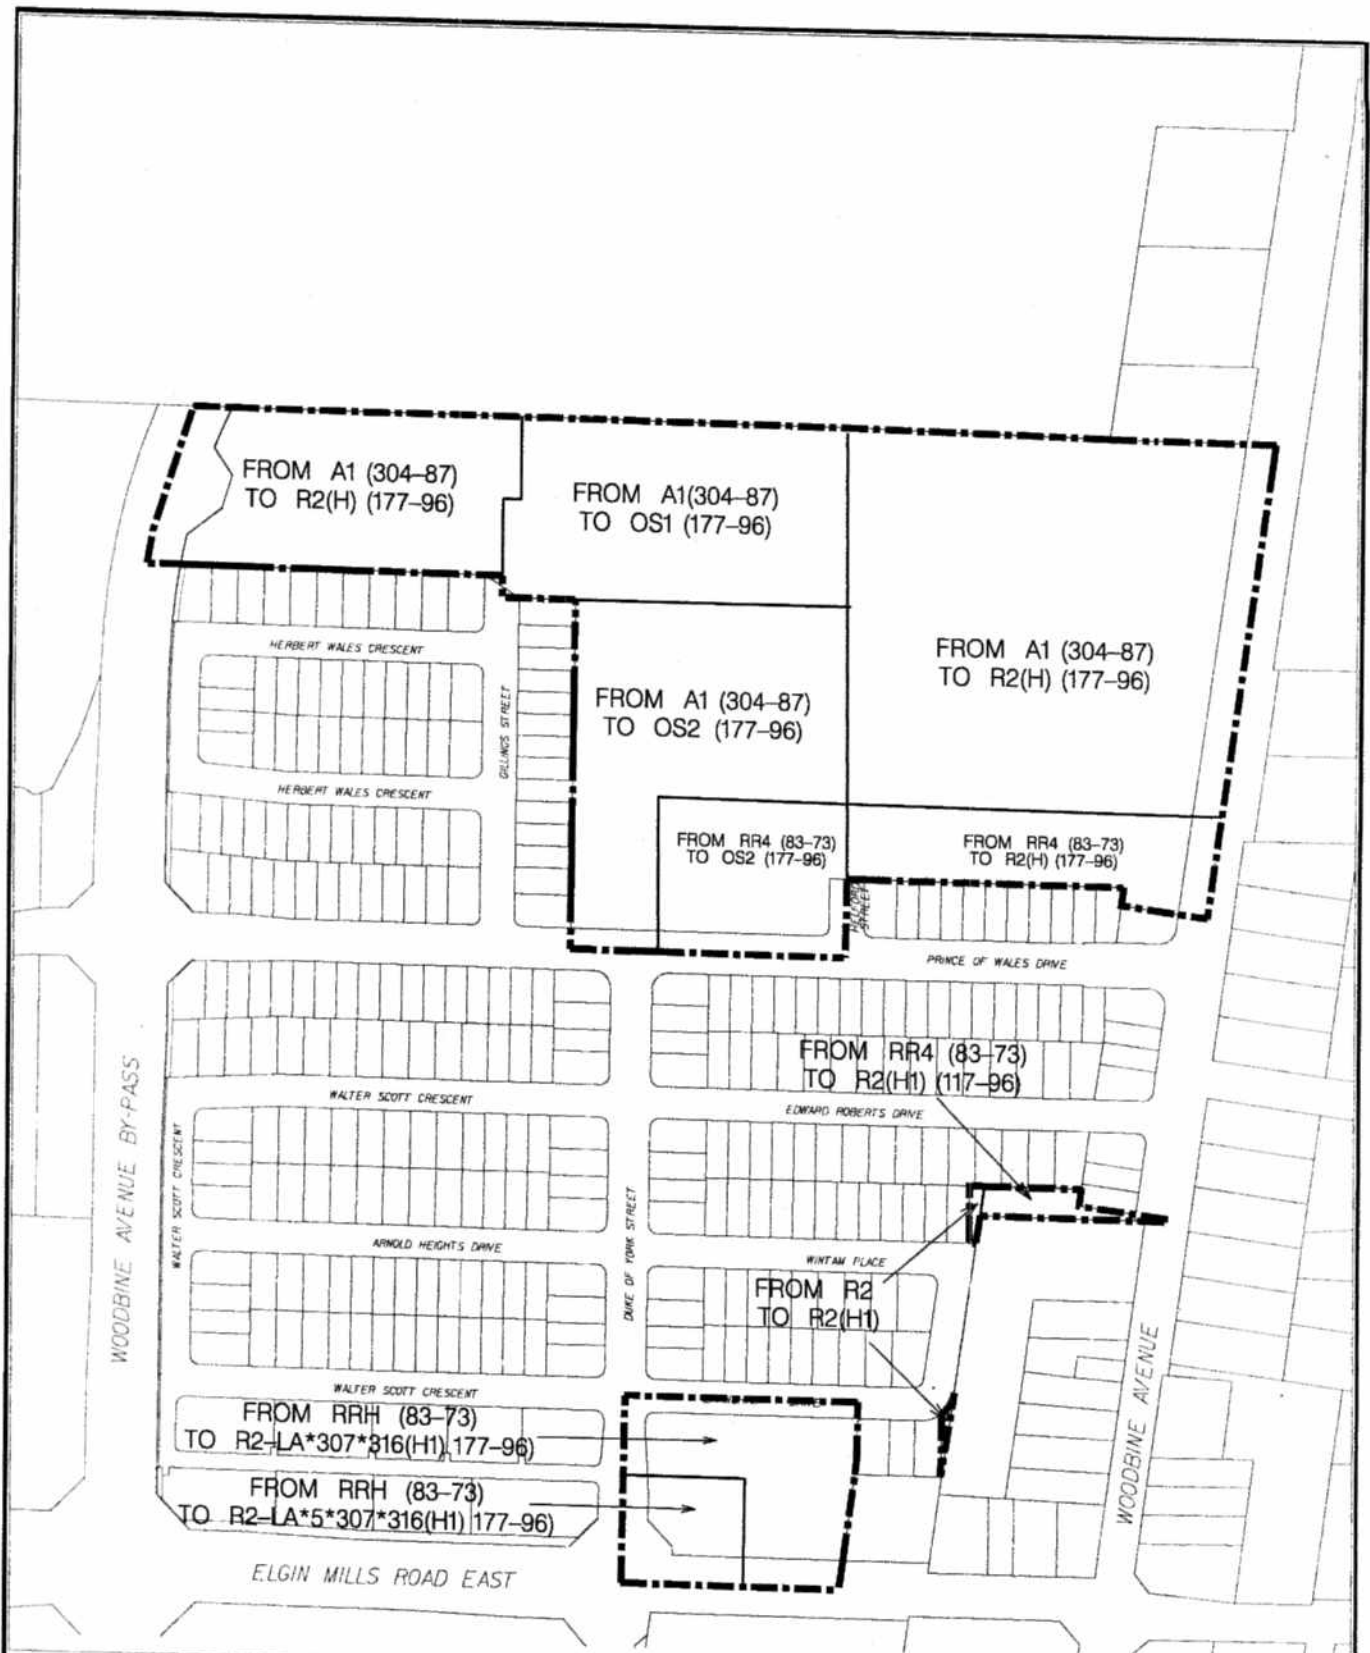 FROM A1 (304-87)
TO R2(H) (177-96)
FROM A1(304-87)
TO OS1 (177-96)
FROM A1 (304-87)
TO R2(H) (177-96)
HERBERT WALES CRESCENT
GILLINGS STREET
FROM A1 (304-87)
TO OS2 (177-96)
HERBERT WALES CRESCENT
FROM RR4 (83-73)
TO OS2 (177-96)
FROM RR4 (83-73)
TO R2(H) (177-96)
STREET
PRINCE OF WALES DRIVE
FROM RR4 (83-73)
TO R2(H1) (117-96)
WALTER SCOTT CRESCENT
EDWARD ROBERTS DRIVE
WOODBINE AVENUE BY-PASS
WALTER SCOTT CRESCENT
DUKE OF YORK STREET
ARNOLD HEIGHTS DRIVE
WINTAM PLACE
FROM R2
TO R2(H1)
WOODBINE AVENUE
WALTER SCOTT CRESCENT
FROM RRH (83-73)
TO R2-LA*307*316(H1) 177-96)
FROM RRH (83-73)
TO R2-LA*5*307*316(H1) 177-96)
ELGIN MILLS ROAD EAST